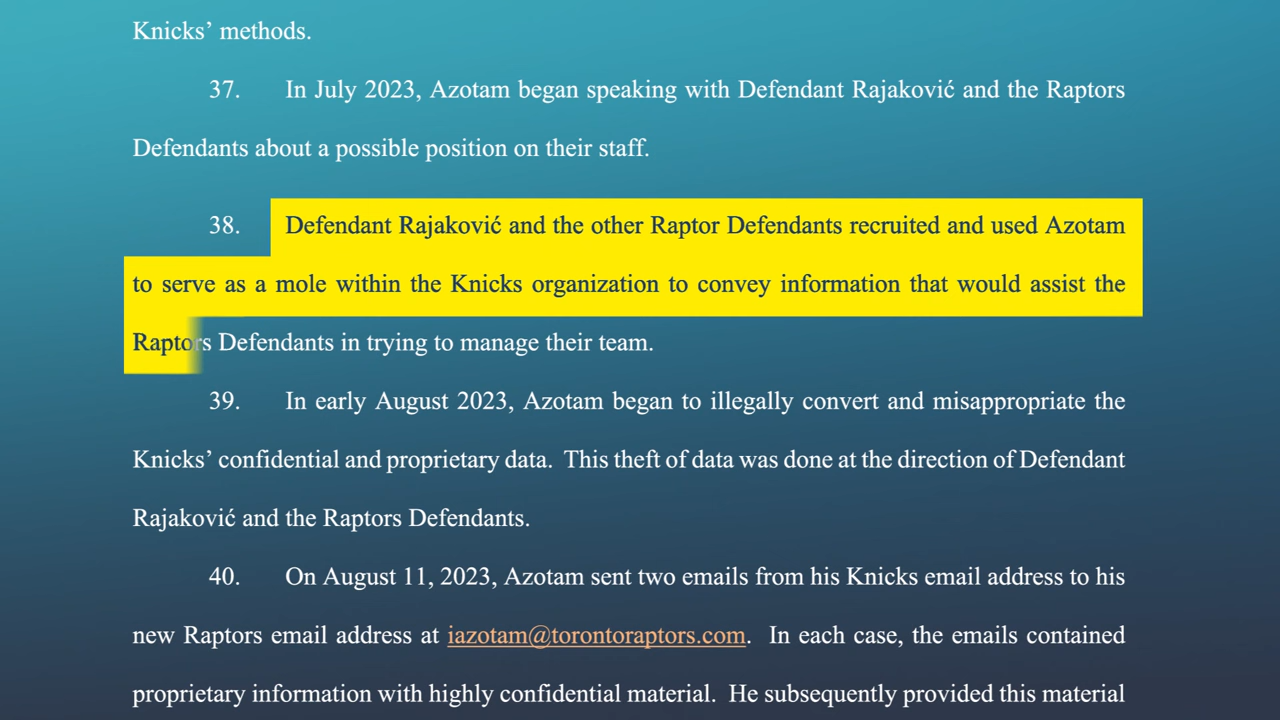 Knicks’ methods.
37. In July 2023, Azotam began speaking with Defendant Rajaković and the Raptors
Defendants about a possible position on their staff.
38. Defendant Rajaković and the other Raptor Defendants recruited and used Azotam
to serve as a mole within the Knicks organization to convey information that would assist the
Raptors Defendants in trying to manage their team.
39. In early August 2023, Azotam began to illegally convert and misappropriate the
Knicks’ confidential and proprietary data. This theft of data was done at the direction of Defendant
Rajaković and the Raptors Defendants.
40. On August 11, 2023, Azotam sent two emails from his Knicks email address to his
new Raptors email address at iazotam@torontoraptors.com. In each case, the emails contained
proprietary information with highly confidential material. He subsequently provided this material